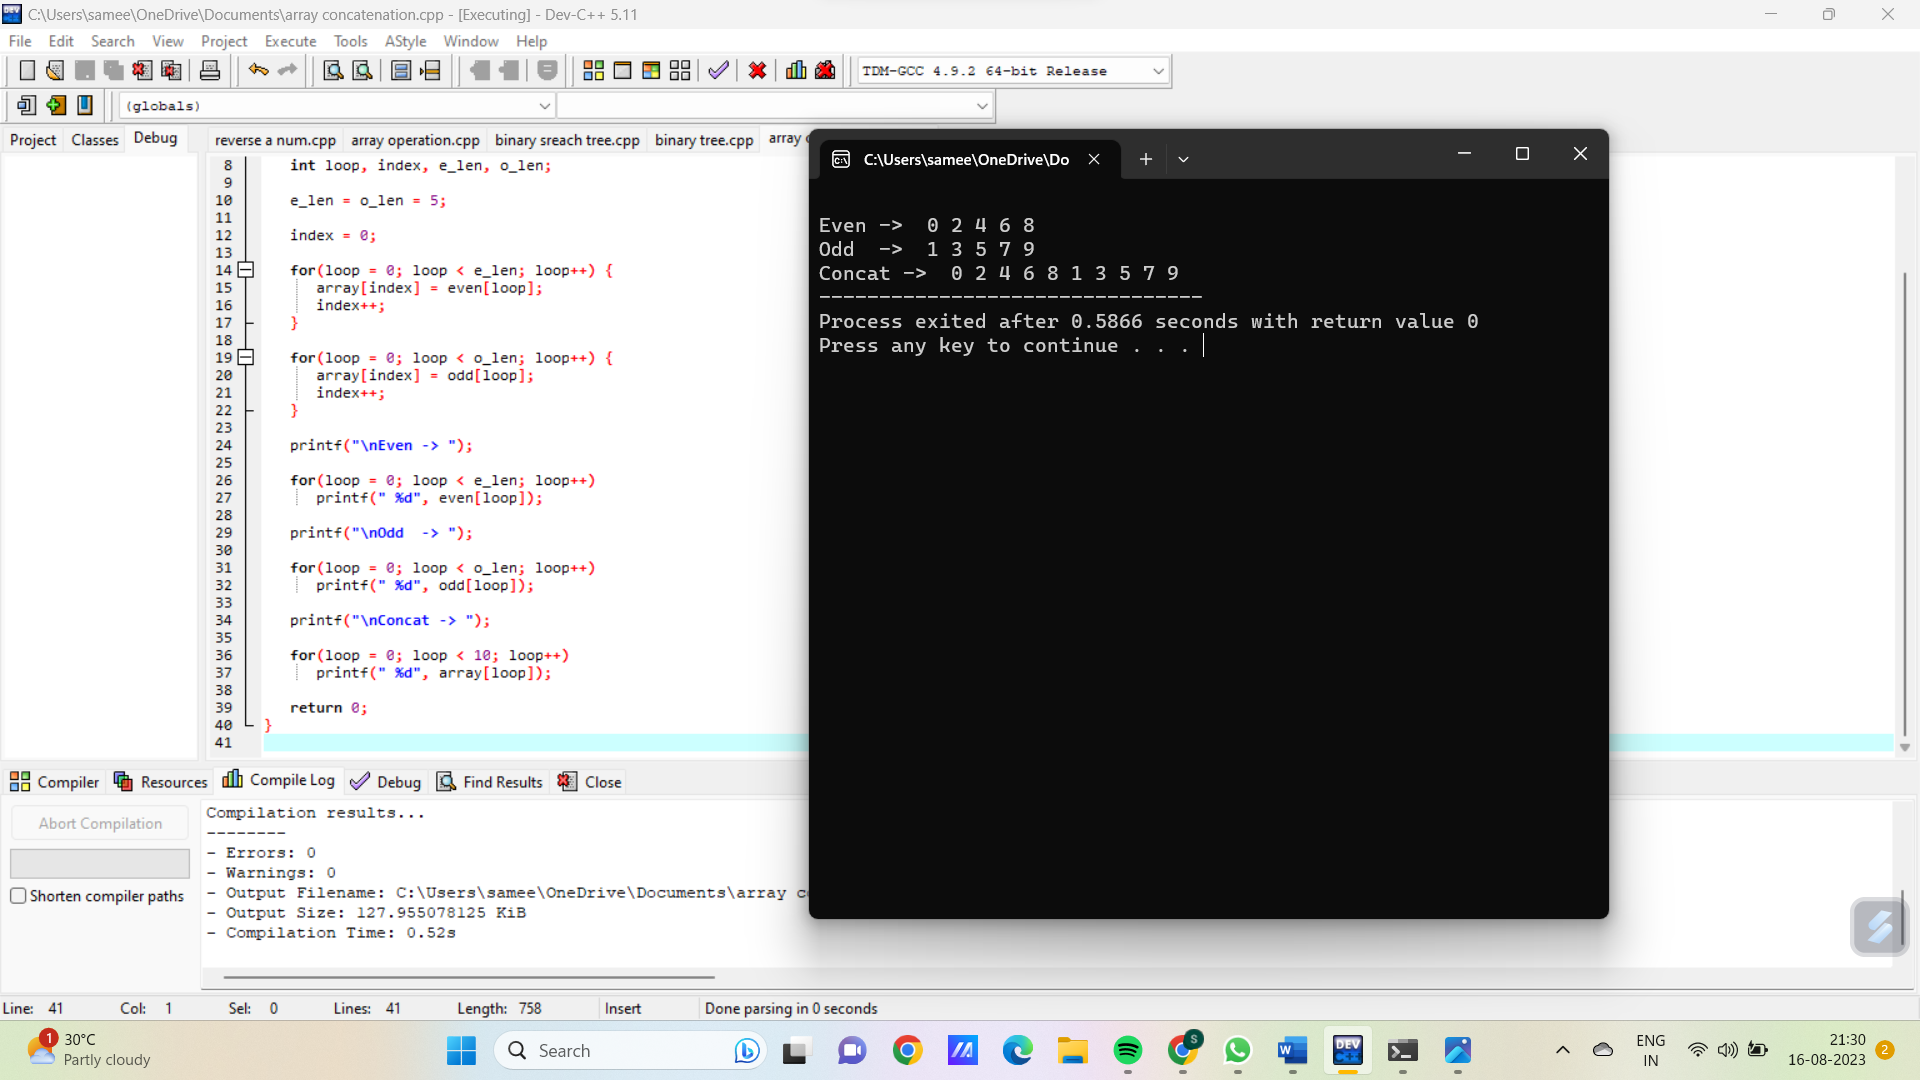 C:\Users\samee\OneDrive\Documents\array concatenation.cpp - [Executing] - Dev-C++ 5.11
File Edit Search View Project Execute Tools AStyle Window Help
TDM-GCC 4.9.2 64-bit Release
(globals)
Project Classes Debug
reverse a num.cpp array operation.cpp binary sreach tree.cpp binary tree.cpp array
8 int loop, index, e_len, o_len;
9
10 e_len = o_len = 5;
11
12 index = 0;
13
14 for(loop = 0; loop < e_len; loop++) {
15 array[index] = even[loop];
16 index++;
17 }
18
19 for(loop = 0; loop < o_len; loop++) {
20 array[index] = odd[loop];
21 index++;
22 }
23
24 printf("\nEven -> ");
25
26 for(loop = 0; loop < e_len; loop++)
27 printf(" %d", even[loop]);
28
29 printf("\nOdd  -> ");
30
31 for(loop = 0; loop < o_len; loop++)
32 printf(" %d", odd[loop]);
33
34 printf("\nConcat -> ");
35
36 for(loop = 0; loop < 10; loop++)
37 printf(" %d", array[loop]);
38
39 return 0;
40 }
41
C:\Users\samee\OneDrive\Do
Even ->  0 2 4 6 8
Odd  ->  1 3 5 7 9
Concat ->  0 2 4 6 8 1 3 5 7 9
--------------------------------
Process exited after 0.5866 seconds with return value 0
Press any key to continue . . .
Compiler Resources Compile Log Debug Find Results Close
Abort Compilation
Shorten compiler paths
Compilation results...
--------
- Errors: 0
- Warnings: 0
- Output Filename: C:\Users\samee\OneDrive\Documents\array
- Output Size: 127.955078125 KiB
- Compilation Time: 0.52s
Line: 41 Col: 1 Sel: 0 Lines: 41 Length: 758 Insert Done parsing in 0 seconds
1
30°C
Partly cloudy
Search
S
W
DEV C++
ENG
IN
21:30
16-08-2023
2